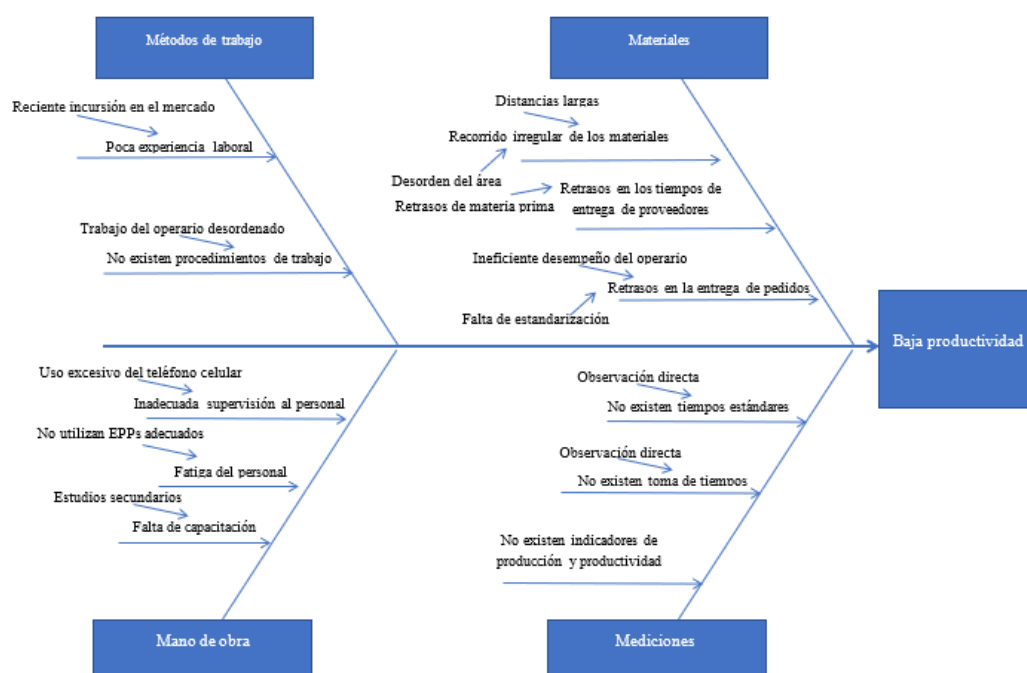 Métodos de trabajo
Materiales
Reciente incursión en el mercado
Poca experiencia laboral
Trabajo del operario desordenado
No existen procedimientos de trabajo
Distancias largas
Recorrido irregular de los materiales
Desorden del área
Retrasos de materia prima
Retrasos en los tiempos de
entrega de proveedores
Ineficiente desempeño del operario
Retrasos en la entrega de pedidos
Falta de estandarización
Baja productividad
Uso excesivo del teléfono celular
Inadecuada supervisión al personal
No utilizan EPPs adecuados
Fatiga del personal
Estudios secundarios
Falta de capacitación
Observación directa
No existen tiempos estándares
Observación directa
No existen toma de tiempos
No existen indicadores de
producción y productividad
Mano de obra
Mediciones